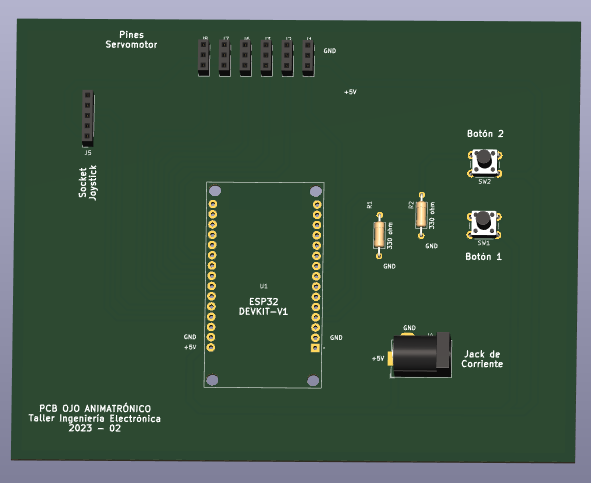 Pines
Servomotor
GND
+5V
J5
Socket
Joystick
Botón 2
SW2
R1
330 ohm
GND
R2
330 ohm
GND
SW1
Botón 1
U1
ESP32
DEVKIT-V1
GND
+5V
GND
GND
+5V
Jack de
Corriente
PCB OJO ANIMATRÓNICO
Taller Ingeniería Electrónica
2023 - 02